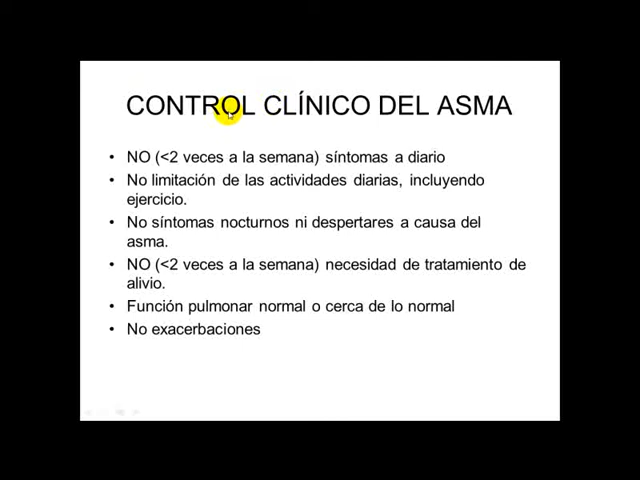 CONTROL CLÍNICO DEL ASMA
• NO (<2 veces a la semana) síntomas a diario
• No limitación de las actividades diarias, incluyendo
ejercicio.
• No síntomas nocturnos ni despertares a causa del
asma.
• NO (<2 veces a la semana) necesidad de tratamiento de
alivio.
• Función pulmonar normal o cerca de lo normal
• No exacerbaciones